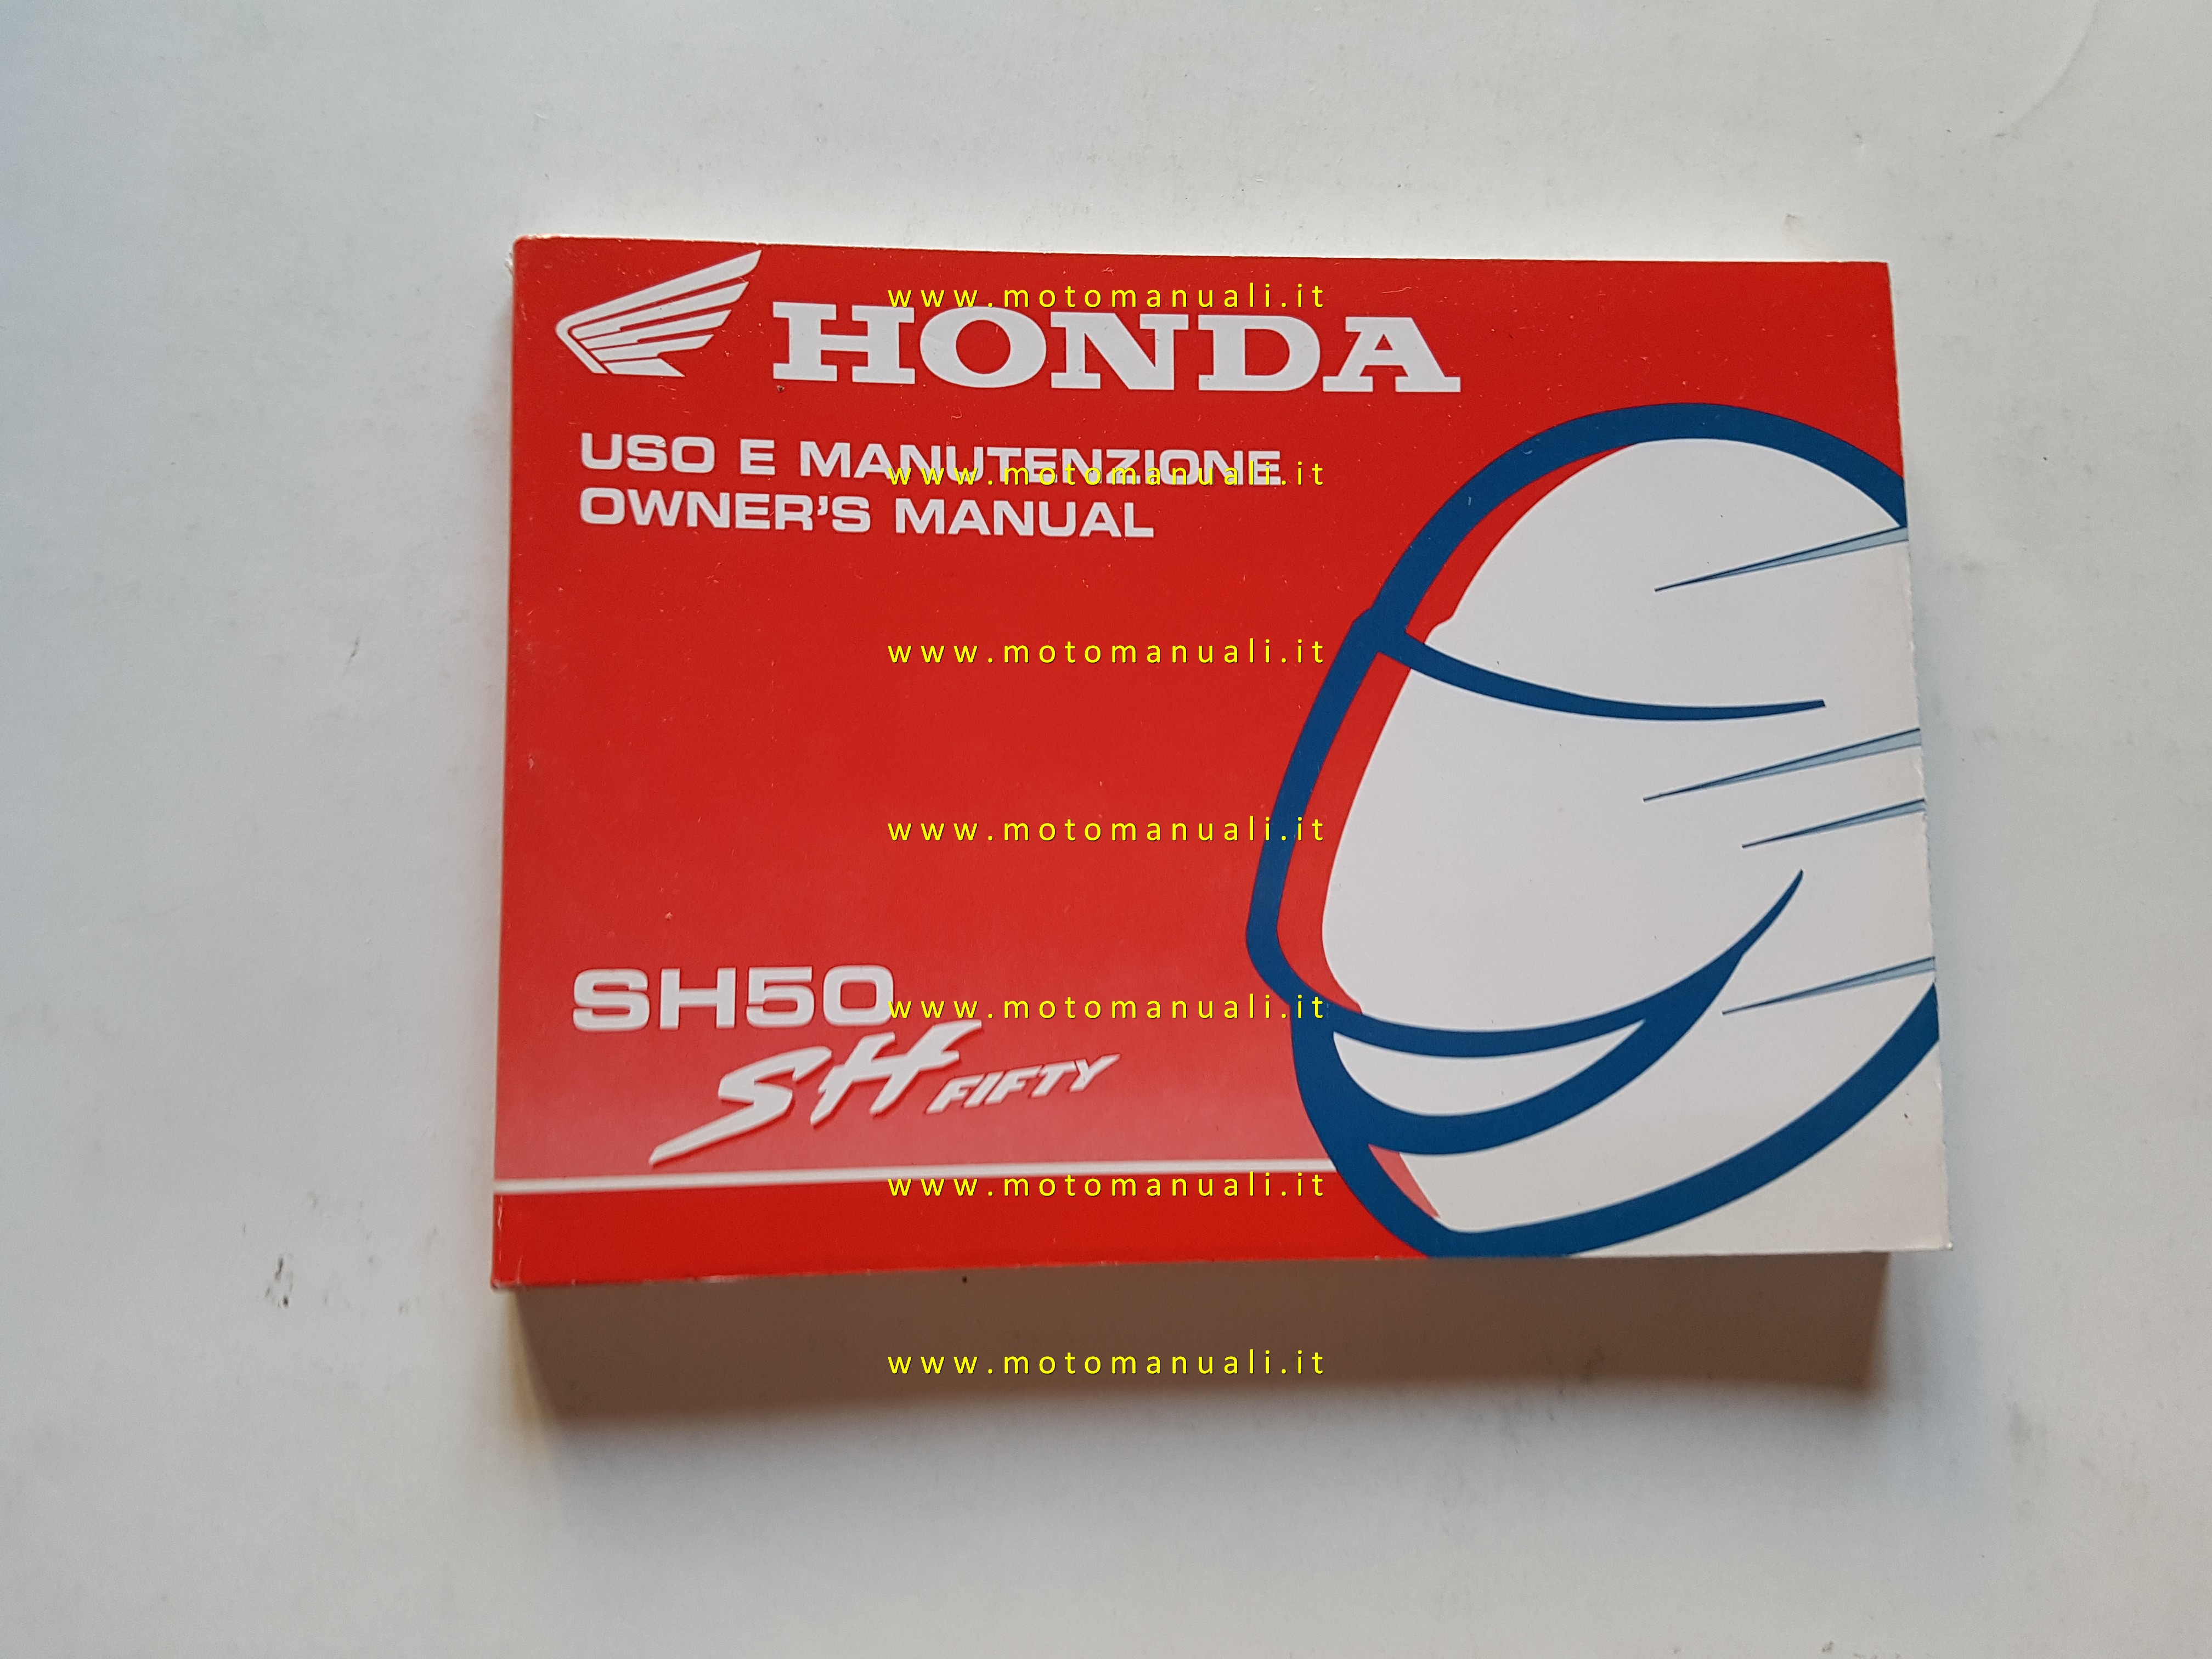 www.motomanuali.it
HONDA
USO E MANUTENZIONE
www.motomanuali.it
OWNER'S MANUAL
www.motomanuali.it
www.motomanuali.it
SH50
www.motomanuali.it
SH FIFTY
www.motomanuali.it
www.motomanuali.it